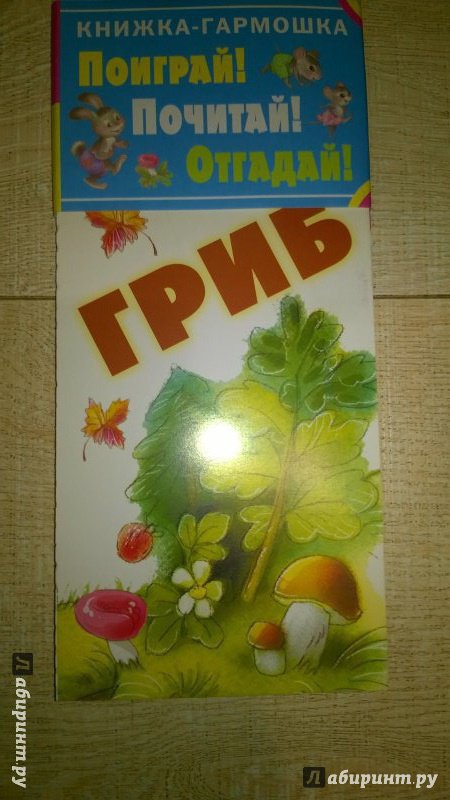 КНИЖКА-ГАРМОШКА
Поиграй!
Почитай!
Отгадай!
ГРИБ
Лабиринт.ру
Лабиринт.ру